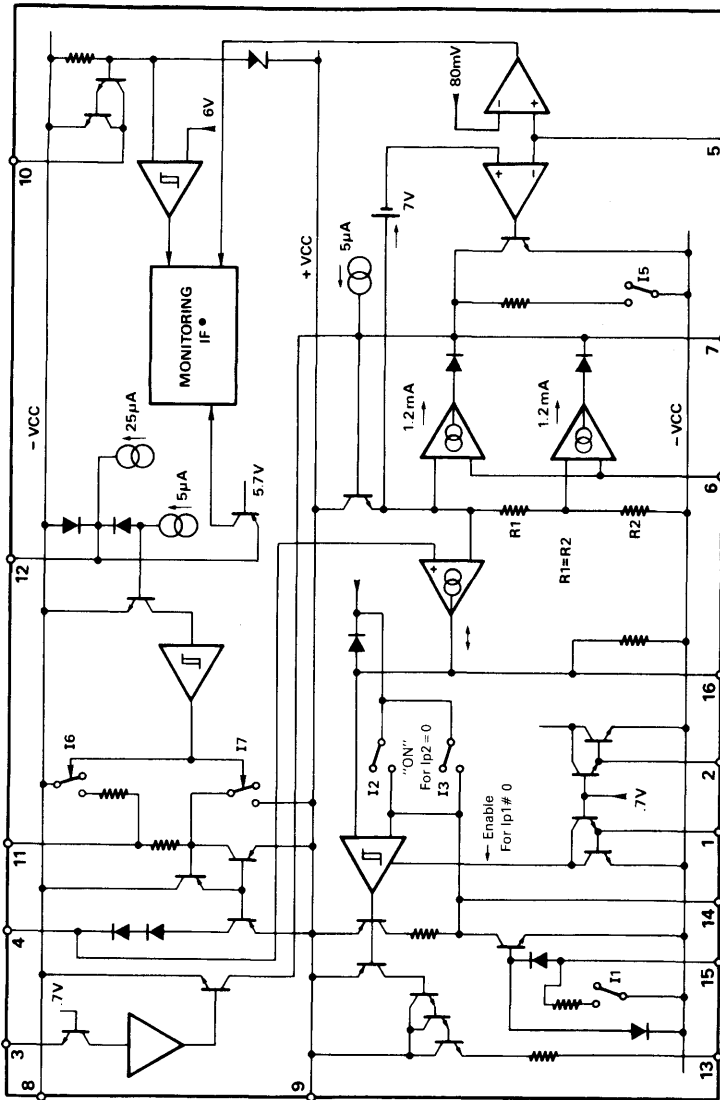 10
6V
MONITORING
IF
– VCC
25µA
5µA
5.7V
12
+ VCC
5µA
7V
80mV
–
+
+
–
5
I5
7
1.2mA
1.2mA
– VCC
6
R1
R1=R2
R2
+
16
I6
I7
11
I2
"ON"
For Ip2 = 0
I3
Enable
For Ip1# 0
.7V
2
1
4
14
15
I1
3
.7V
8
9
13